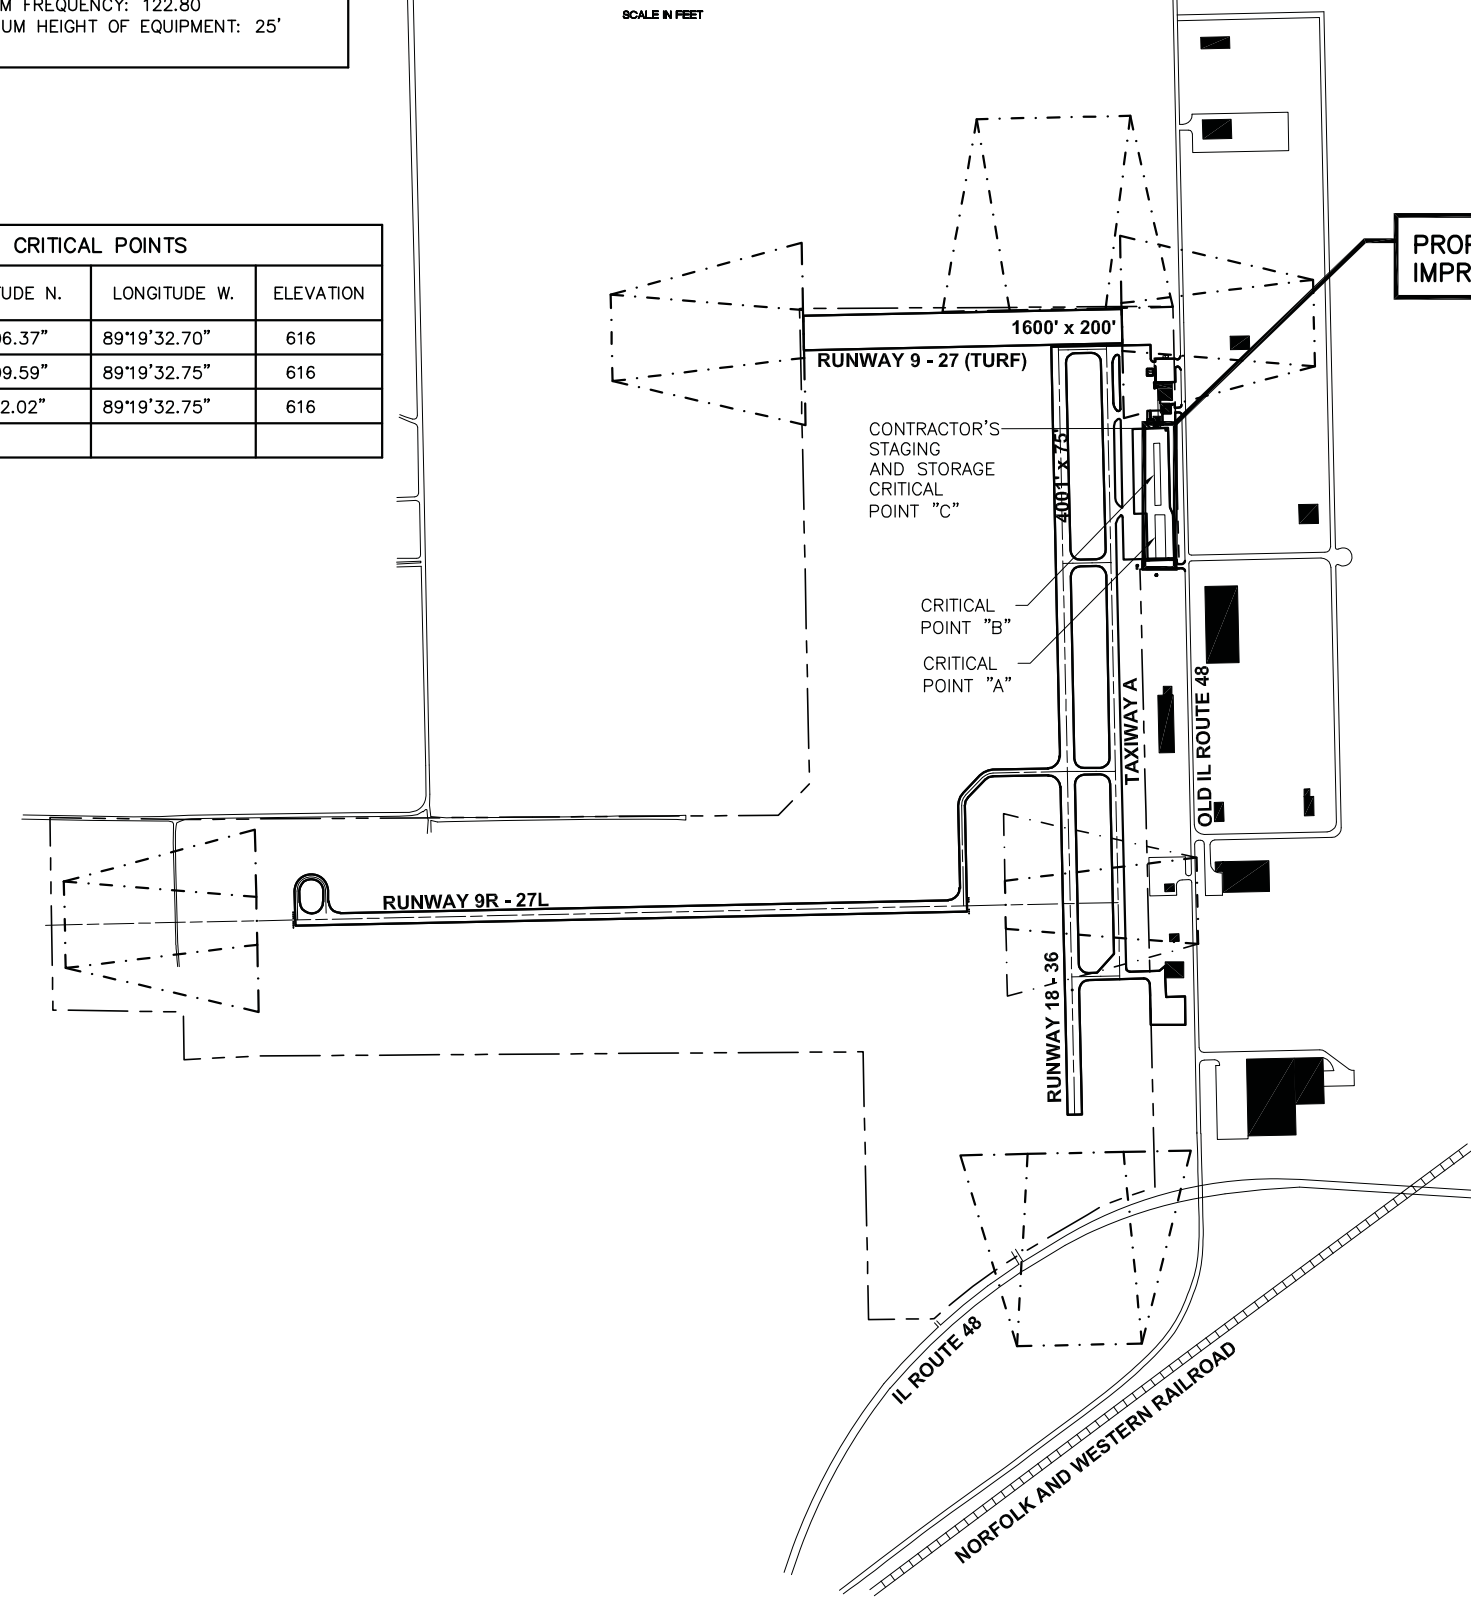 M FREQUENCY: 122.80
UM HEIGHT OF EQUIPMENT: 25'
SCALE IN FEET
CRITICAL POINTS
TUDE N. LONGITUDE W. ELEVATION
06.37" 89°19'32.70" 616
09.59" 89°19'32.75" 616
2.02" 89°19'32.75" 616
PROP
IMPR
1600' x 200'
RUNWAY 9 - 27 (TURF)
CONTRACTOR'S
STAGING
AND STORAGE
CRITICAL
POINT "C"
4001' x 75'
CRITICAL
POINT "B"
CRITICAL
POINT "A"
TAXIWAY A
OLD IL ROUTE 48
RUNWAY 9R - 27L
RUNWAY 18 - 36
IL ROUTE 48
NORFOLK AND WESTERN RAILROAD